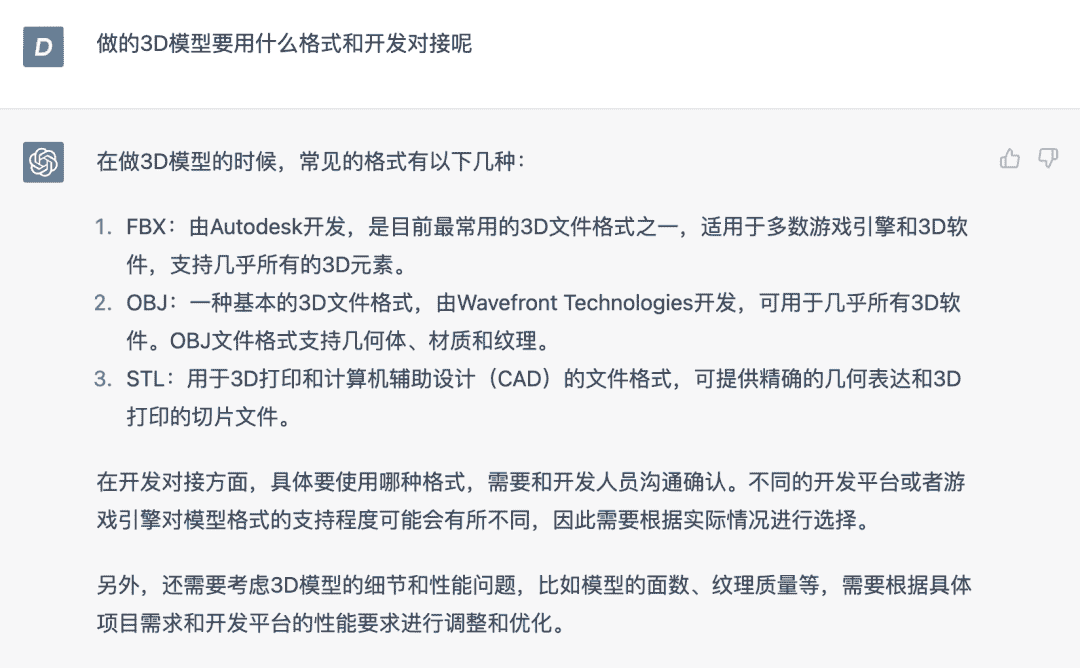 D
做的3D模型要用什么格式和开发对接呢
在做3D模型的时候，常见的格式有以下几种：
1. FBX：由Autodesk开发，是目前最常用的3D文件格式之一，适用于多数游戏引擎和3D软
件，支持几乎所有的3D元素。
2. OBJ：一种基本的3D文件格式，由Wavefront Technologies开发，可用于几乎所有3D软
件。OBJ文件格式支持几何体、材质和纹理。
3. STL：用于3D打印和计算机辅助设计（CAD）的文件格式，可提供精确的几何表达和3D
打印的切片文件。
在开发对接方面，具体要使用哪种格式，需要和开发人员沟通确认。不同的开发平台或者游
戏引擎对模型格式的支持程度可能会有所不同，因此需要根据实际情况进行选择。
另外，还需要考虑3D模型的细节和性能问题，比如模型的面数、纹理质量等，需要根据具体
项目需求和开发平台的性能要求进行调整和优化。